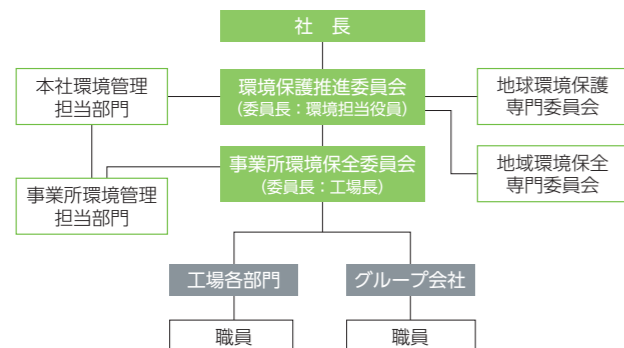 社 長
本社環境管理
担当部門
環境保護推進委員会
(委員長：環境担当役員)
地球環境保護
専門委員会
事業所環境保全委員会
(委員長：工場長)
地域環境保全
専門委員会
事業所環境管理
担当部門
工場各部門
グループ会社
職員
職員